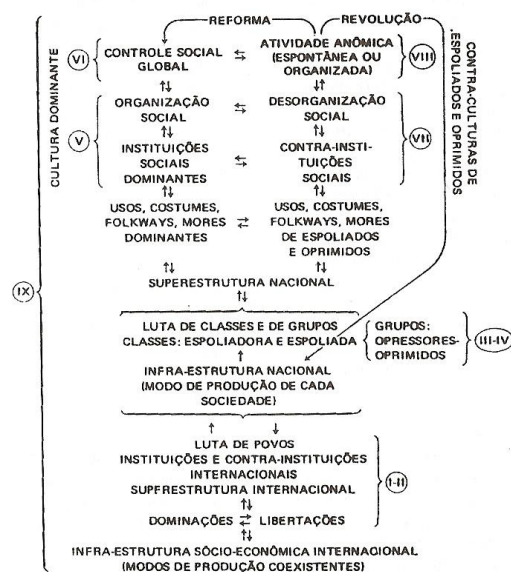 REFORMA
REVOLUÇÃO
VI
CONTROLE SOCIAL
GLOBAL
ATIVIDADE ANÔMICA
(ESPONTÂNEA OU
ORGANIZADA)
VIII
CULTURA DOMINANTE
CONTRA-CULTURAS DE
ESPOLIADOS E OPRIMIDOS
V
ORGANIZAÇÃO
SOCIAL
DESORGANIZAÇÃO
SOCIAL
VII
INSTITUIÇÕES
SOCIAIS
DOMINANTES
CONTRA-INSTI-
TUIÇÕES
SOCIAIS
USOS, COSTUMES,
FOLKWAYS, MORES
DOMINANTES
USOS, COSTUMES,
FOLKWAYS, MORES
DE ESPOLIADOS
E OPRIMIDOS
SUPERESTRUTURA NACIONAL
IX
LUTA DE CLASSES E DE GRUPOS
CLASSES: ESPOLIADORA E ESPOLIADA
GRUPOS:
OPRESSORES-
OPRIMIDOS
III-IV
INFRA-ESTRUTURA NACIONAL
(MODO DE PRODUÇÃO DE CADA
SOCIEDADE)
LUTA DE POVOS
INSTITUIÇÕES E CONTRA-INSTITUIÇÕES
INTERNACIONAIS
SUPFRESTRUTURA INTERNACIONAL
I-II
DOMINAÇÕES ⇄ LIBERTAÇÕES
INFRA-ESTRUTURA SÓCIO-ECONÔMICA INTERNACIONAL
(MODOS DE PRODUÇÃO COEXISTENTES)